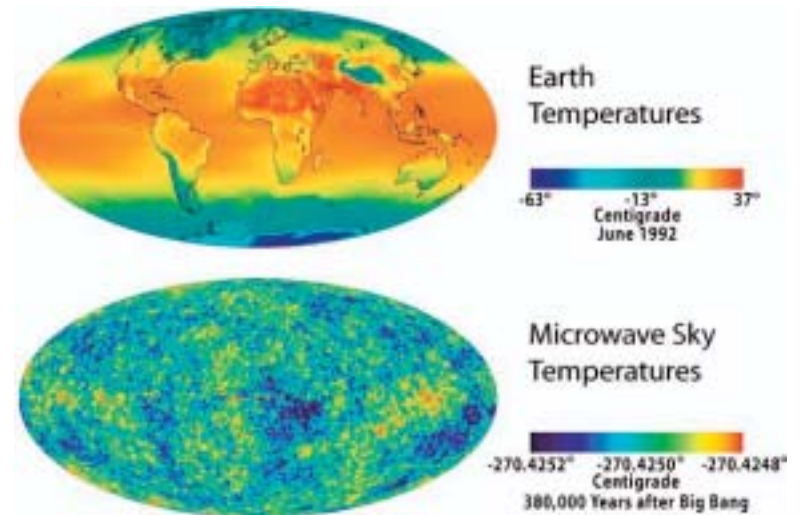 Earth
Temperatures
-63° -13° 37°
Centigrade
June 1992
Microwave Sky
Temperatures
-270.4252° -270.4250° -270.4248°
Centigrade
380,000 Years after Big Bang